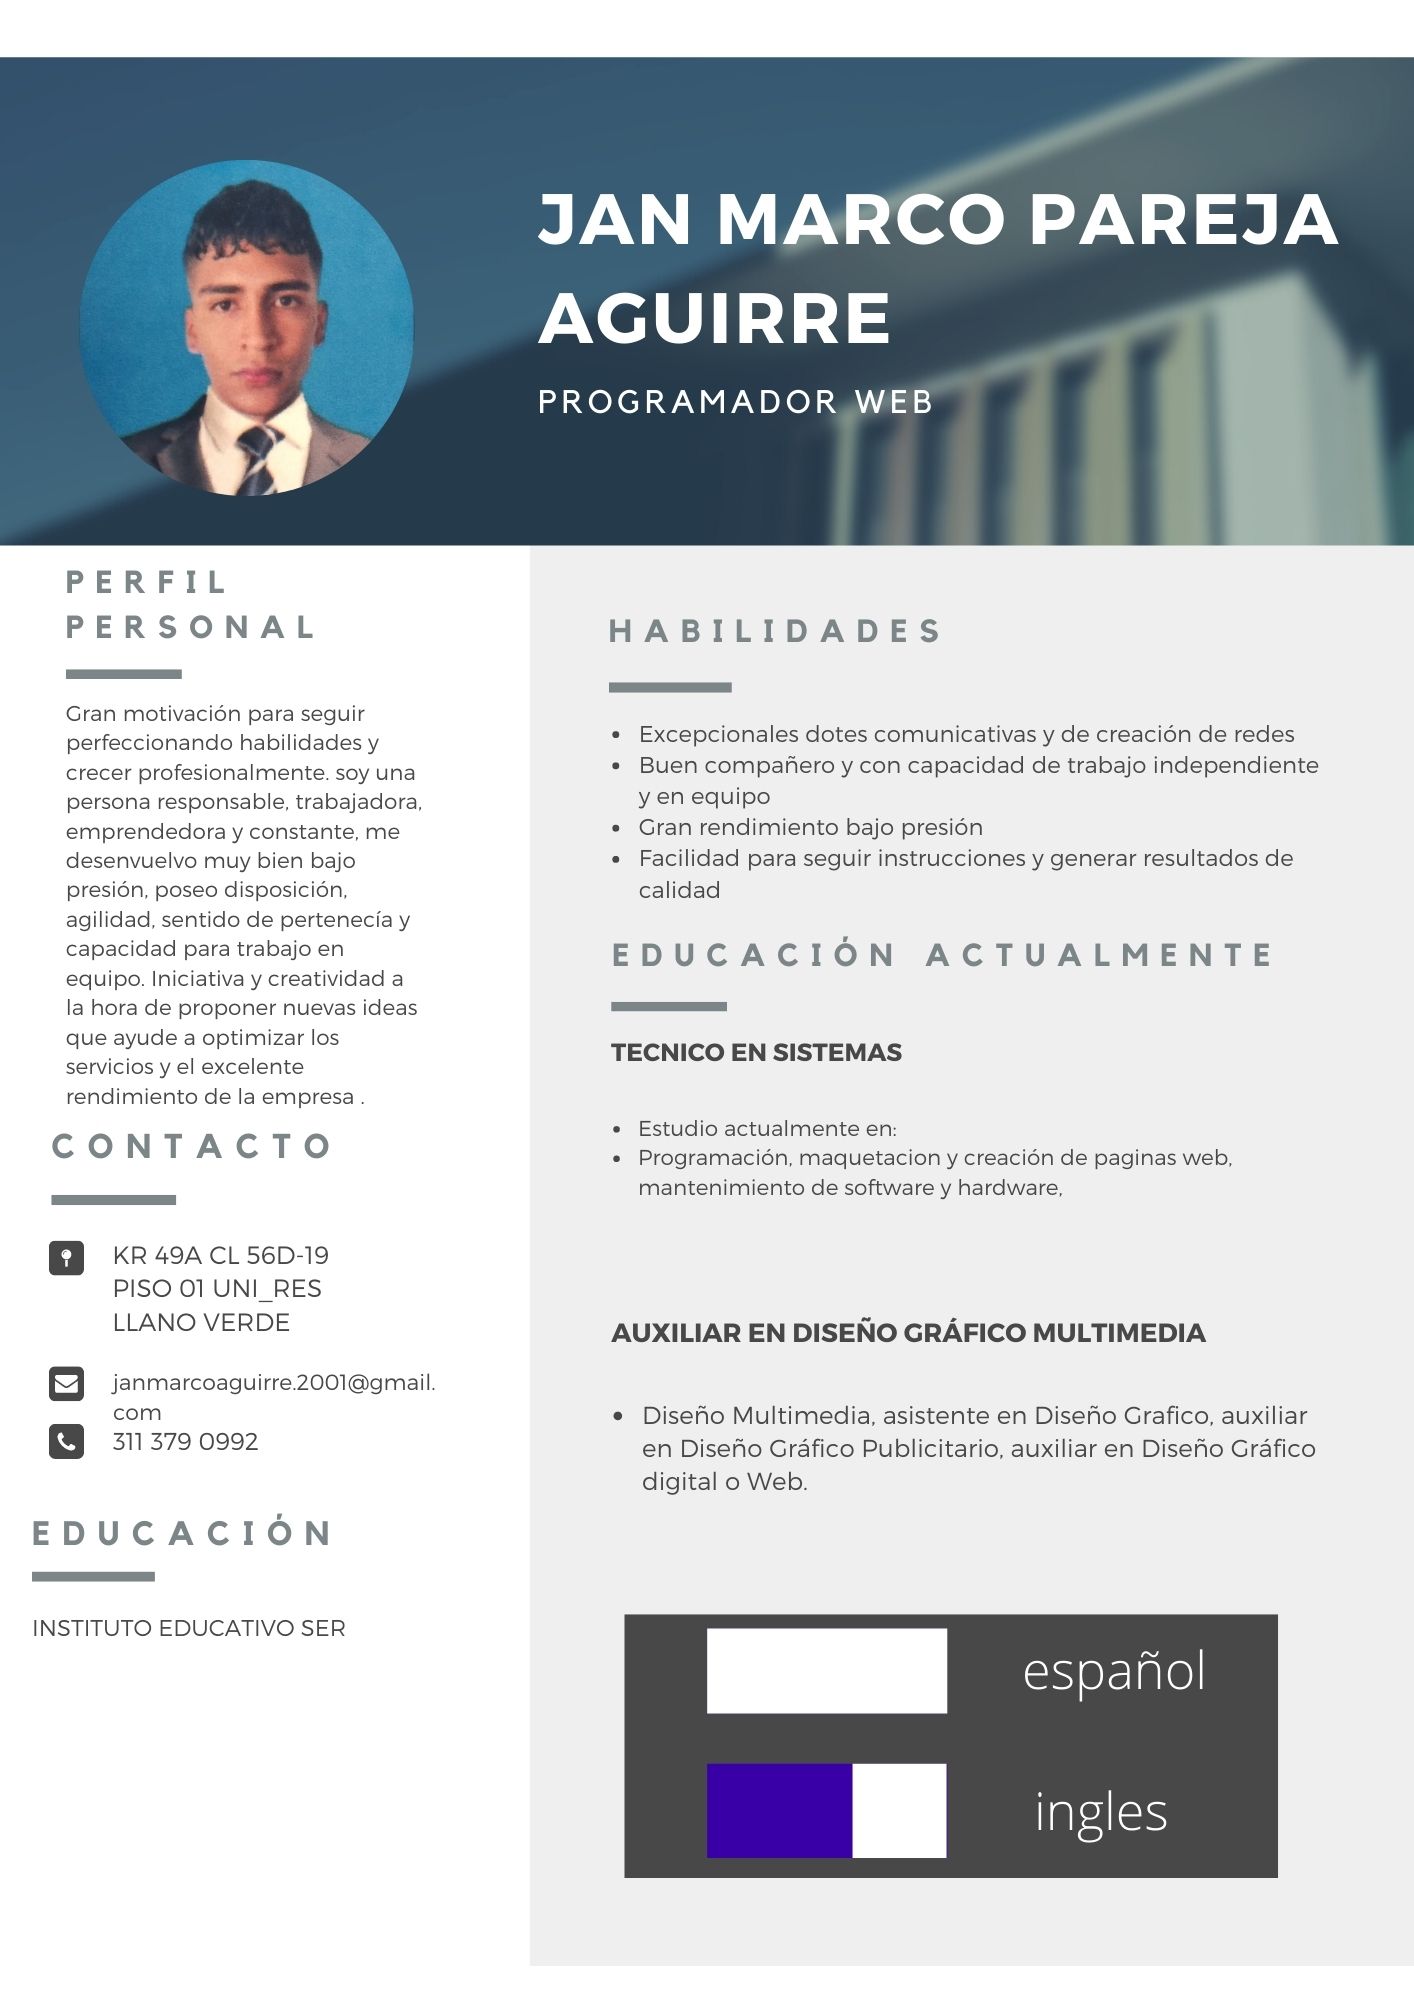 JAN MARCO PAREJA
AGUIRRE
PROGRAMADOR WEB
PERFIL
PERSONAL
Gran motivación para seguir
perfeccionando habilidades y
crecer profesionalmente. soy una
persona responsable, trabajadora,
emprendedora y constante, me
desenvuelvo muy bien bajo
presión, poseo disposición,
agilidad, sentido de pertenecía y
capacidad para trabajo en
equipo. Iniciativa y creatividad a
la hora de proponer nuevas ideas
que ayude a optimizar los
servicios y el excelente
rendimiento de la empresa .
CONTACTO
KR 49A CL 56D-19
PISO 01 UNI_RES
LLANO VERDE
janmarcoaguirre.2001@gmail.
com
311 379 0992
EDUCACIÓN
INSTITUTO EDUCATIVO SER
HABILIDADES
• Excepcionales dotes comunicativas y de creación de redes
• Buen compañero y con capacidad de trabajo independiente
y en equipo
• Gran rendimiento bajo presión
• Facilidad para seguir instrucciones y generar resultados de
calidad
EDUCACIÓN ACTUALMENTE
TECNICO EN SISTEMAS
• Estudio actualmente en:
• Programación, maquetacion y creación de paginas web,
mantenimiento de software y hardware,
AUXILIAR EN DISEÑO GRÁFICO MULTIMEDIA
• Diseño Multimedia, asistente en Diseño Grafico, auxiliar
en Diseño Gráfico Publicitario, auxiliar en Diseño Gráfico
digital o Web.
español
ingles